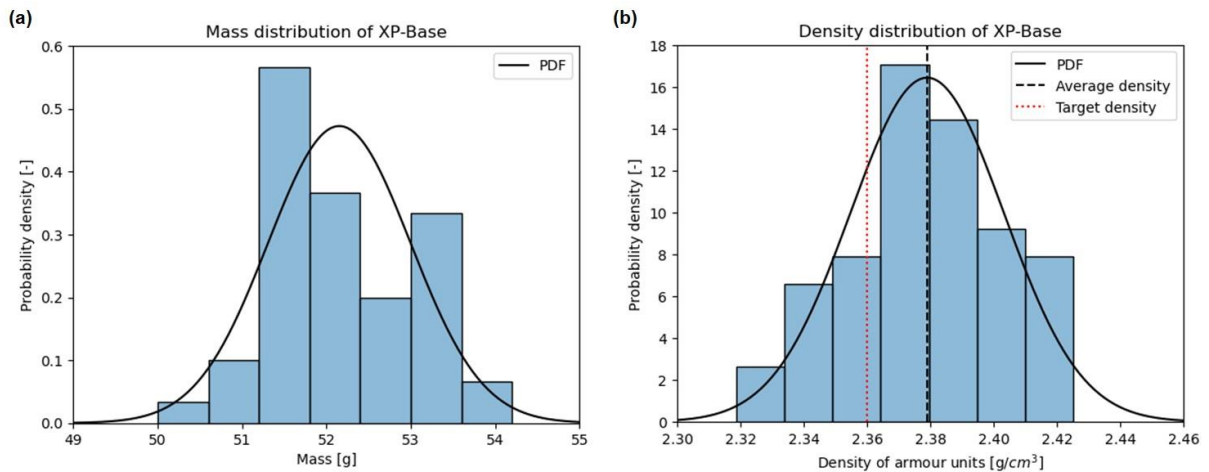 (a)
Mass distribution of XP-Base
0.6
0.5
0.4
0.3
0.2
0.1
0.0
Probability density [-]
PDF
49 50 51 52 53 54 55
Mass [g]
(b)
Density distribution of XP-Base
18
16
14
12
10
8
6
4
2
0
Probability density [-]
PDF
Average density
Target density
2.30 2.32 2.34 2.36 2.38 2.40 2.42 2.44 2.46
Density of armour units [g/cm³]